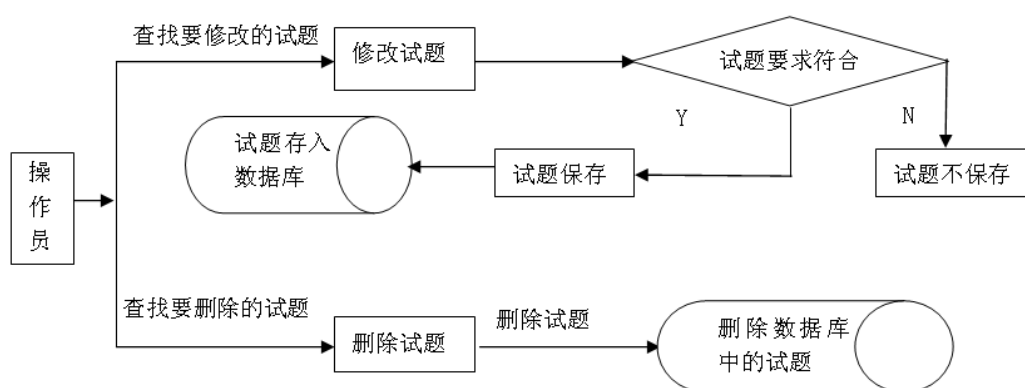 查找要修改的试题
修改试题
试题要求符合
Y
N
试题存入
数据库
试题保存
试题不保存
操
作
员
查找要删除的试题
删除试题
删除试题
删除数据库
中的试题